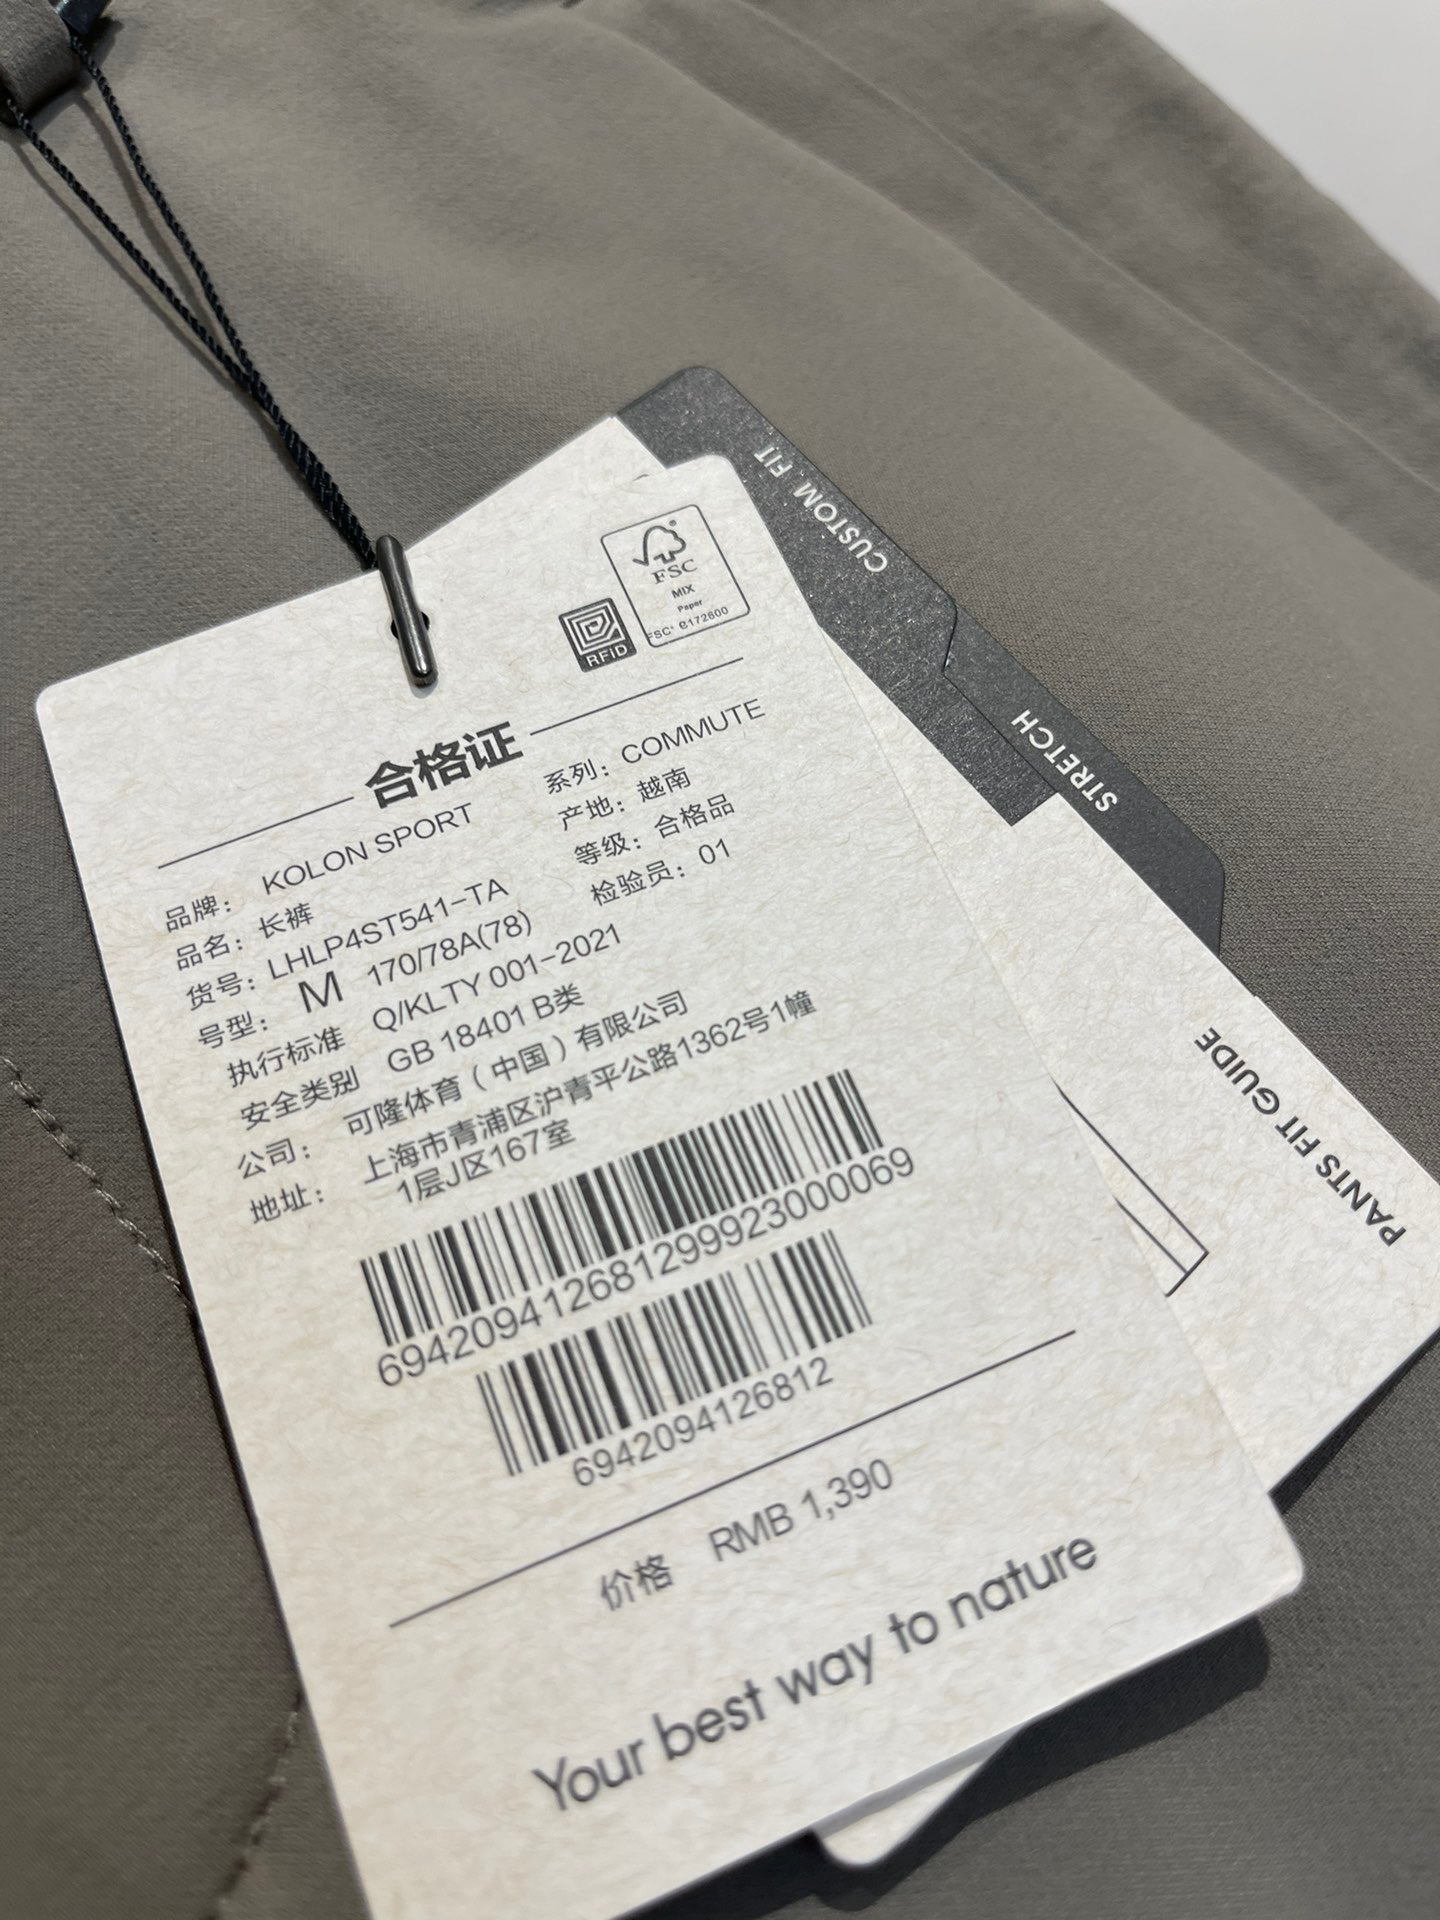 CUSTOM FIT
STRETCH
PANTS FIT GUIDE
FSC
MIX
Paper
FSC® C172600
RFID
合格证
品牌: KOLON SPORT
系列: COMMUTE
品名: 长裤
产地: 越南
货号: LHLP4ST541-TA
等级: 合格品
号型: M 170/78A(78)
检验员: 01
执行标准 Q/KLTY 001-2021
安全类别 GB 18401 B类
公司: 可隆体育(中国)有限公司
地址: 上海市青浦区沪青平公路1362号1幢
1层J区167室
69420941268129992300​0069
6942094126812
价格 RMB 1,390
Your best way to nature